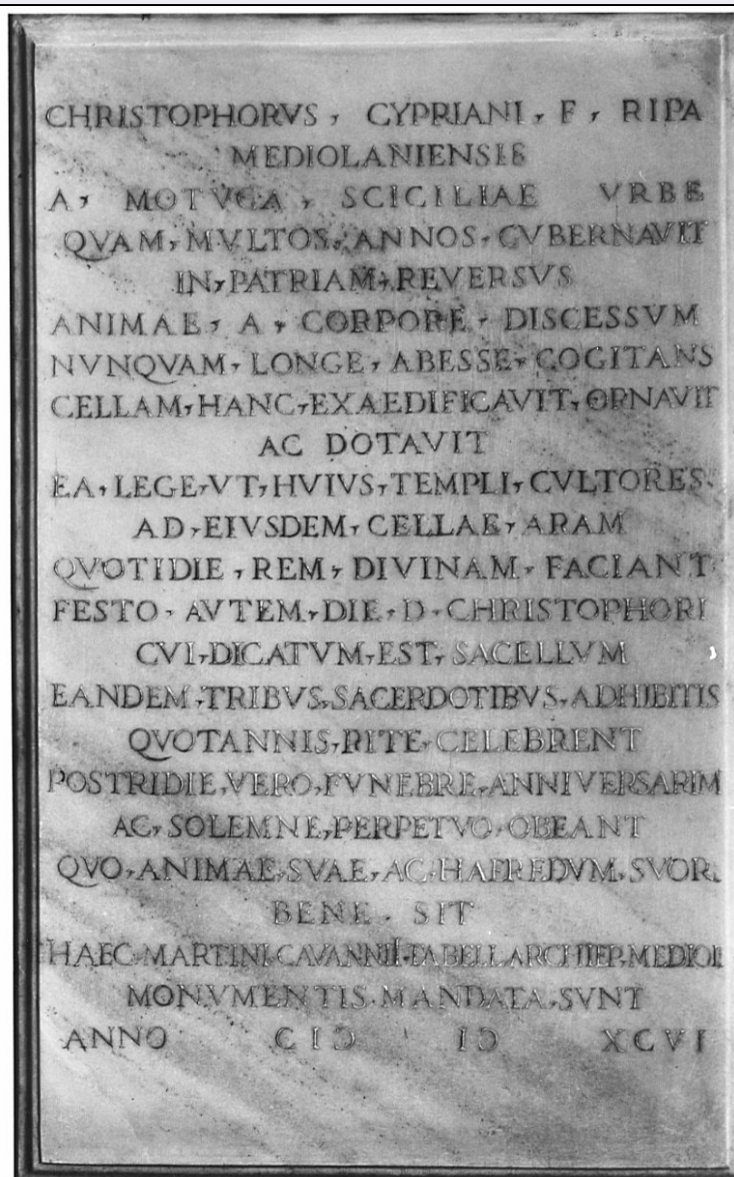 CHRISTOPHORVS, CYPRIANI, F, RIPA
MEDIOLANIENSIS
A, MOTVCA, SCICILIAE VRBE
QVAM, MVLTOS, ANNOS, GVBERNAVIT
IN, PATRIAM, REVERSVS
ANIMAE, A, CORPORE, DISCESSVM
NVNQVAM, LONGE, ABESSE, COGITANS
CELLAM, HANC, EXAEDIFICAVIT, ORNAVIT
AC DOTAVIT
EA, LEGE, VT, HVIVS, TEMPLI, CVLTORES.
AD, EIVSDEM, CELLAE, ARAM
QVOTIDIE, REM, DIVINAM, FACIANT
FESTO, AVTEM, DIE, D, CHRISTOPHORI
CVI, DICATVM, EST, SACELLVM
EANDEM, TRIBVS, SACERDOTIBVS, ADHIBITIS
QVOTANNIS, RITE, CELEBRENT
POSTRIDIE, VERO, FVNEBRE, ANNIVERSARIM
AC, SOLEMNE, PERPETVO, OBEANT
QVO, ANIMAE, SVAE, AC, HAEREDVM, SVOR.
BENE. SIT
HAEC, MARTINI, CAVANNII, TABELL ARCHIEP, MEDIOL
MONVMENTIS, MANDATA, SVNT
ANNO CIƆ IƆ XCVI